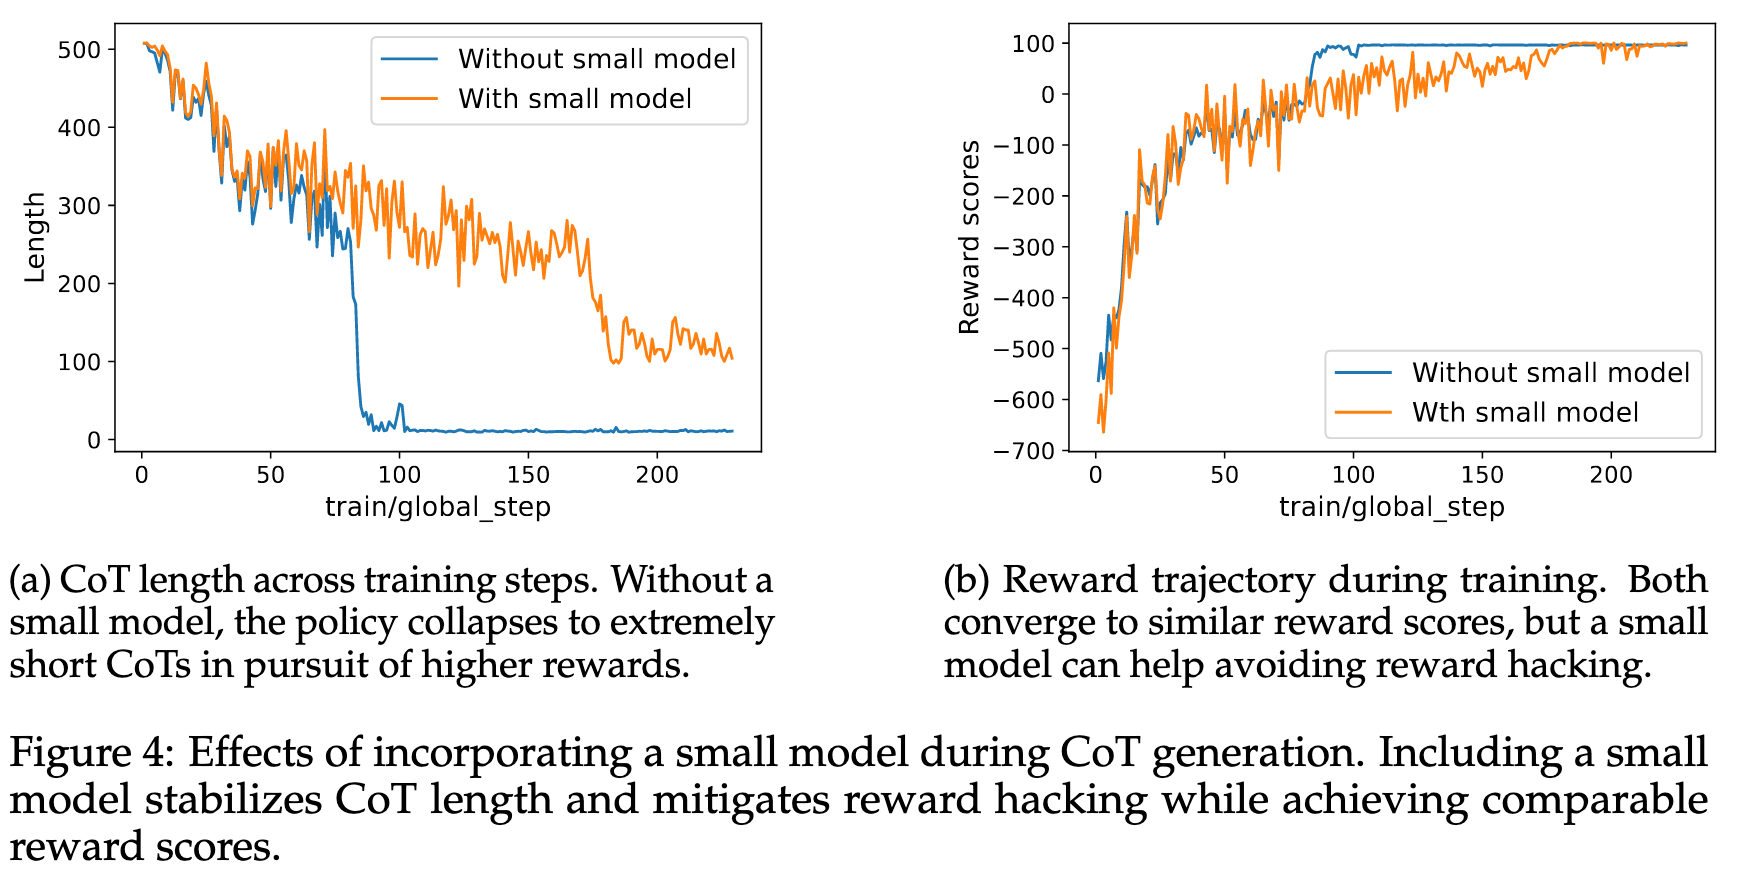 500
400
300
200
100
0
Length
0
50
100
150
200
train/global_step
Without small model
With small model
100
0
−100
−200
−300
−400
−500
−600
−700
Reward scores
0
50
100
150
200
train/global_step
Without small model
Wth small model
(a) CoT length across training steps. Without a
small model, the policy collapses to extremely
short CoTs in pursuit of higher rewards.
(b) Reward trajectory during training. Both
converge to similar reward scores, but a small
model can help avoiding reward hacking.
Figure 4: Effects of incorporating a small model during CoT generation. Including a small
model stabilizes CoT length and mitigates reward hacking while achieving comparable
reward scores.